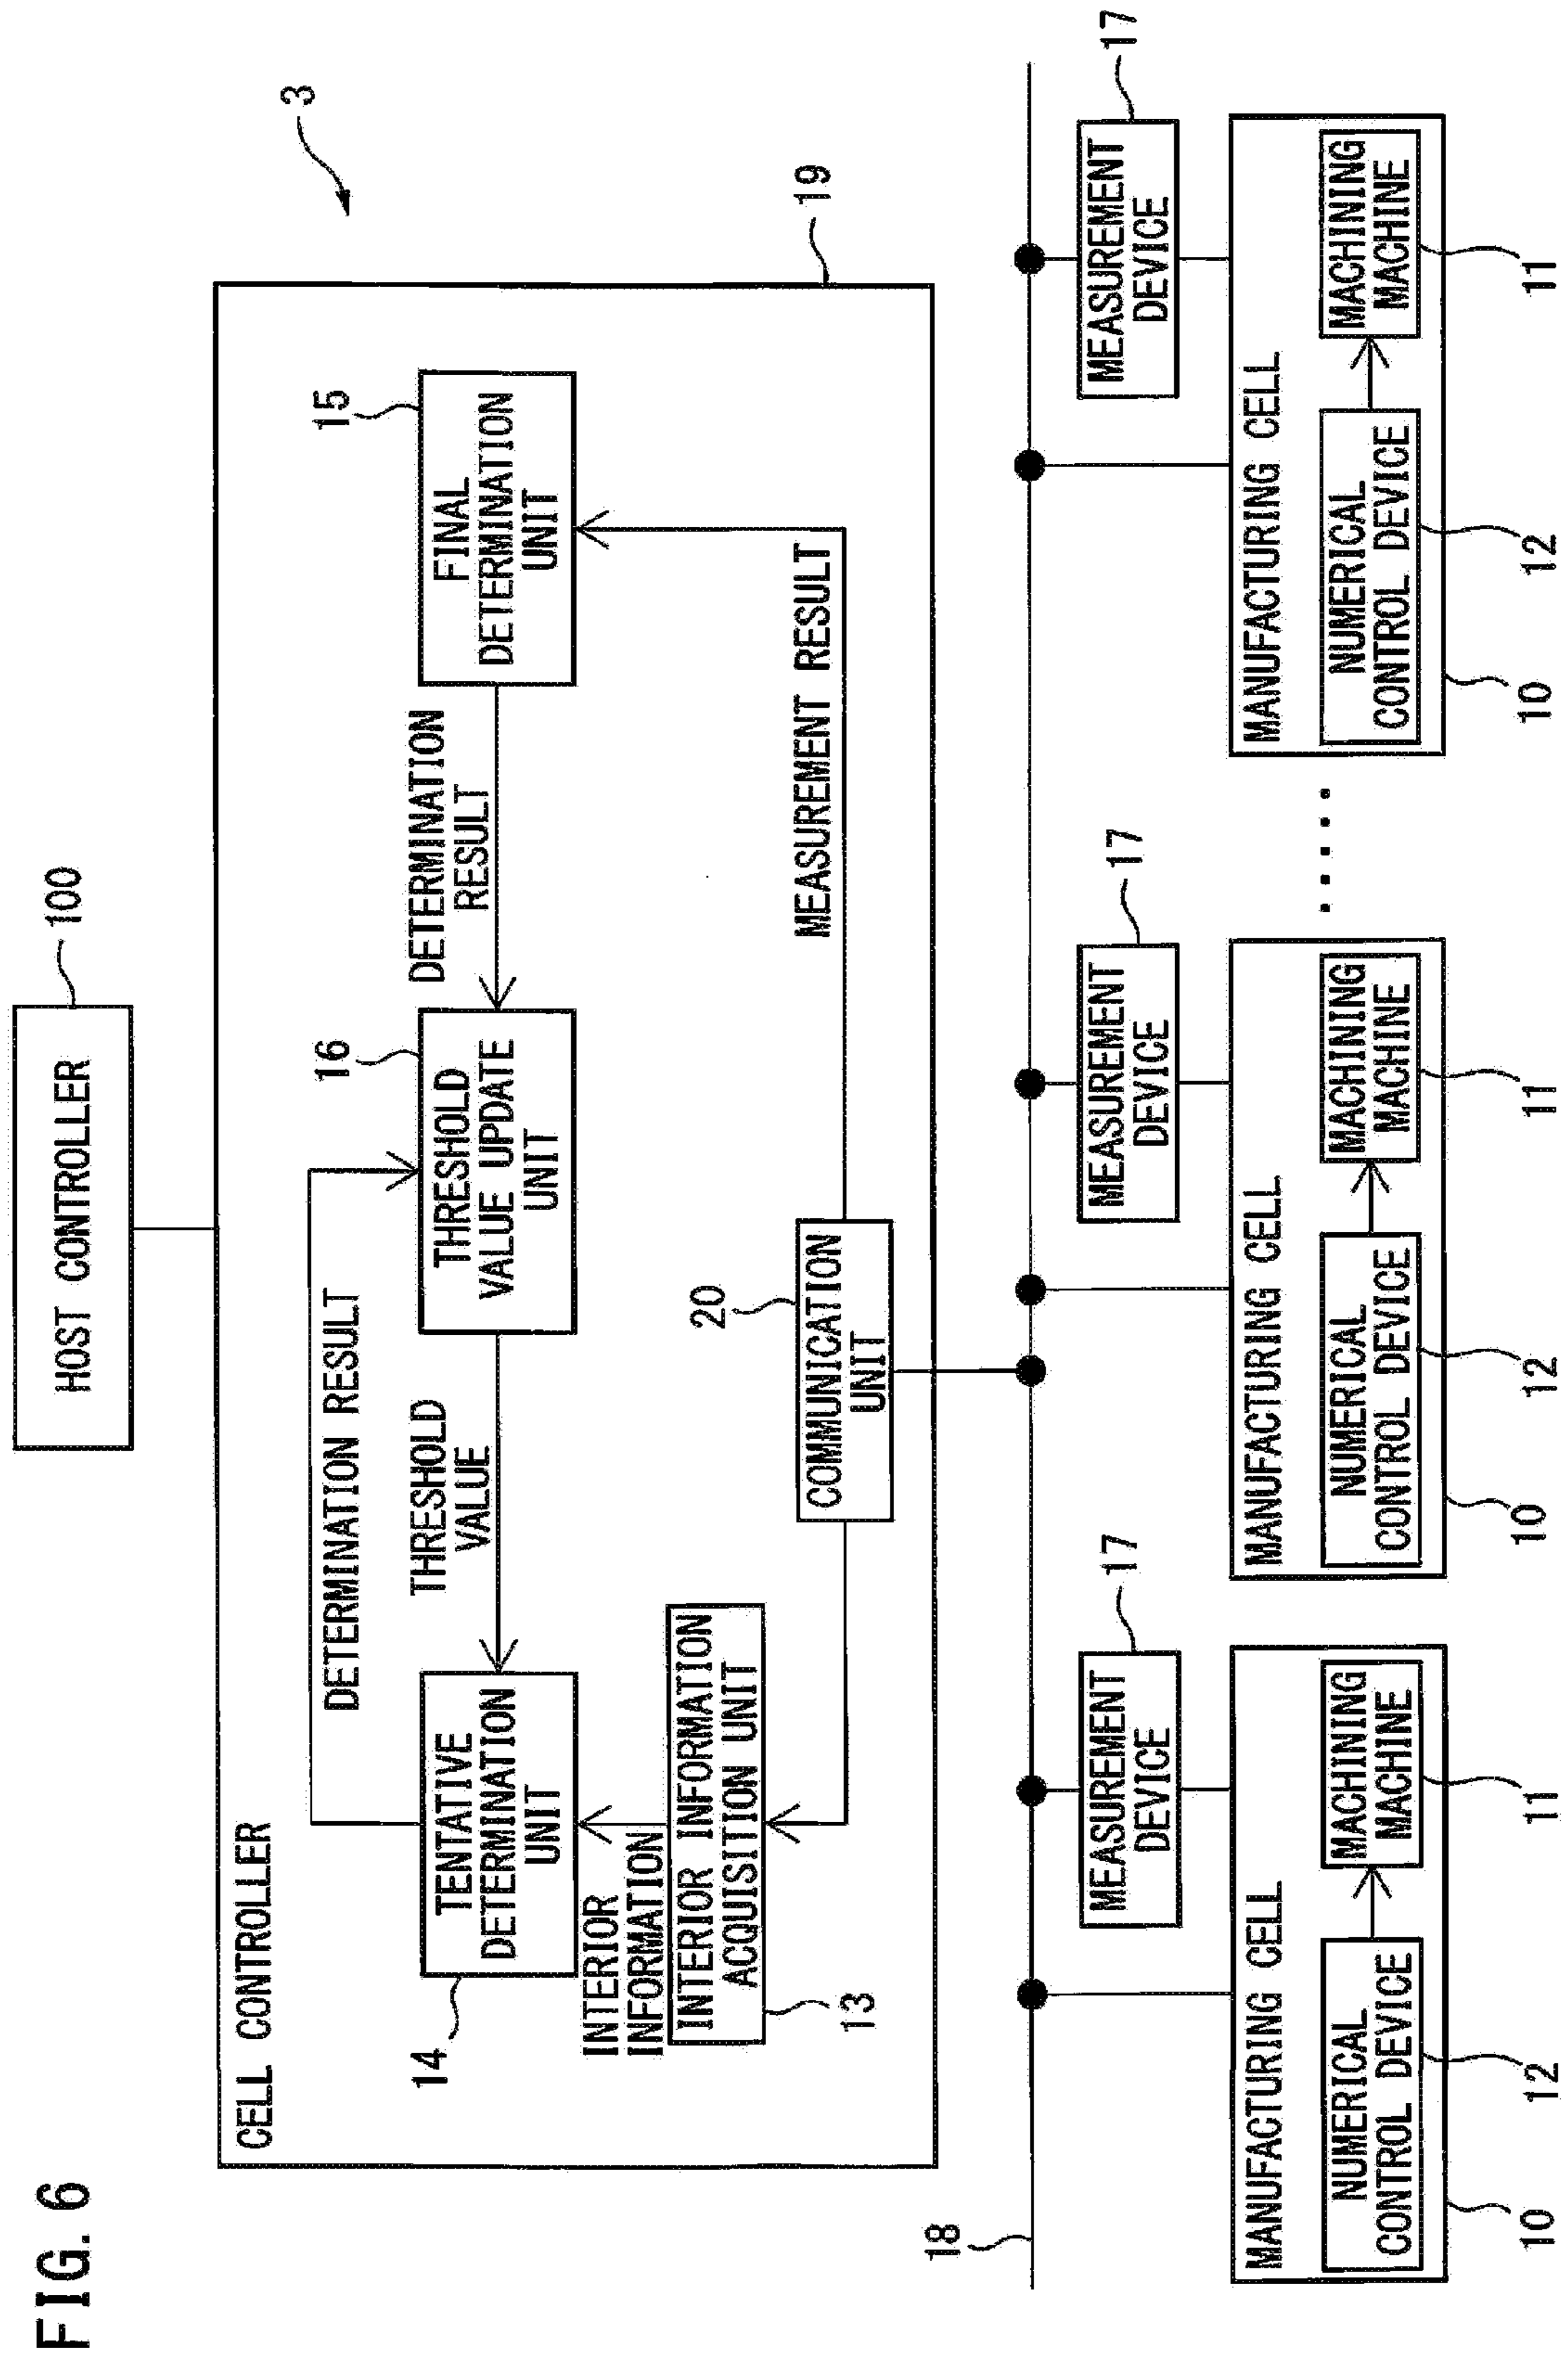 FIG. 6
HOST CONTROLLER
100
3
CELL CONTROLLER
19
DETERMINATION RESULT
14
TENTATIVE
DETERMINATION
UNIT
THRESHOLD
VALUE
16
THRESHOLD
VALUE UPDATE
UNIT
DETERMINATION
RESULT
15
FINAL
DETERMINATION
UNIT
INTERIOR
INFORMATION
INTERIOR INFORMATION
ACQUISITION UNIT
13
20
COMMUNICATION
UNIT
MEASUREMENT RESULT
18
MEASUREMENT
DEVICE
17
MEASUREMENT
DEVICE
17
MEASUREMENT
DEVICE
17
MANUFACTURING CELL
NUMERICAL
CONTROL DEVICE
MACHINING
MACHINE
10
12
11
MANUFACTURING CELL
NUMERICAL
CONTROL DEVICE
MACHINING
MACHINE
10
12
11
.....
MANUFACTURING CELL
NUMERICAL
CONTROL DEVICE
MACHINING
MACHINE
10
12
11